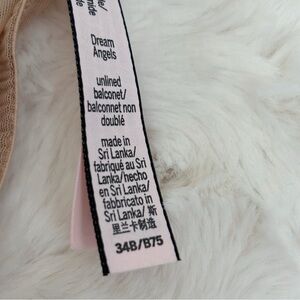 Dream
Angels
unlined
balconet/
balconnet non
doublé
made in
Sri Lanka/
fabriqué au Sri
Lanka/hecho
en Sri Lanka/
fabbricato in
Sri Lanka/ 斯
里兰卡制造
34B/B75